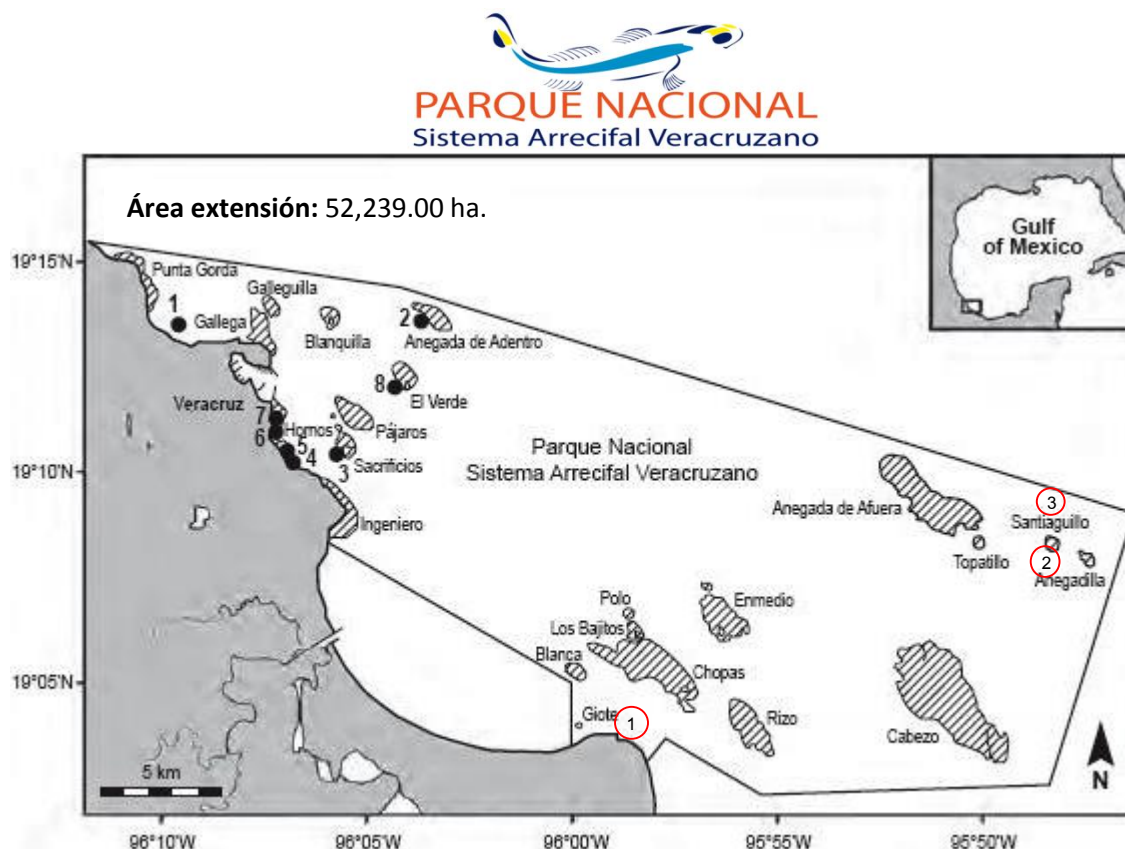 PARQUE NACIONAL
Sistema Arrecifal Veracruzano
Área extensión: 52,239.00 ha.
Gulf
of Mexico
19°15'N
Punta Gorda
Galleguilla
1
Gallega
Blanquilla
2
Anegada de Adentro
8
El Verde
Veracruz
7
Hornos
6
Pájaros
5
4
3
Sacrificios
19°10'N
Parque Nacional
Sistema Arrecifal Veracruzano
Ingeniero
Anegada de Afuera
3
Santiaguillo
Topatillo
2
Anegadilla
Polo
Enmedio
Los Bajitos
Blanca
Chopas
19°05'N
Giote
1
Rizo
Cabezo
5 km
N
96°10'W
96°05'W
96°00'W
95°55'W
95°50'W